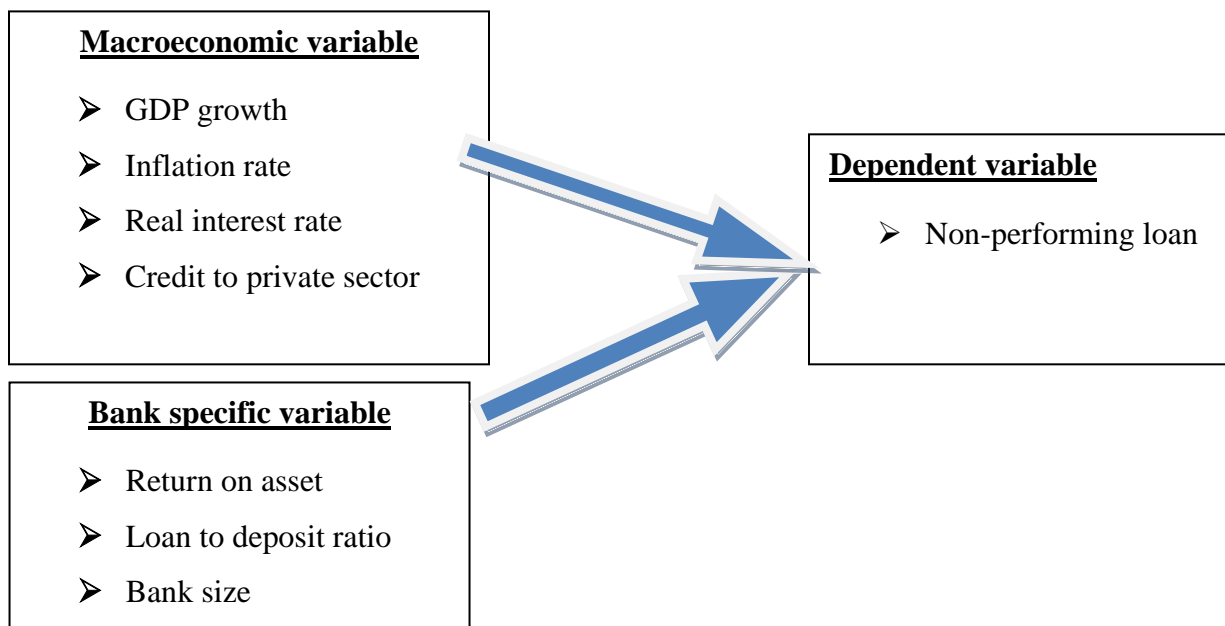 Macroeconomic variable
➢ GDP growth
➢ Inflation rate
➢ Real interest rate
➢ Credit to private sector
Bank specific variable
➢ Return on asset
➢ Loan to deposit ratio
➢ Bank size
Dependent variable
➢ Non-performing loan